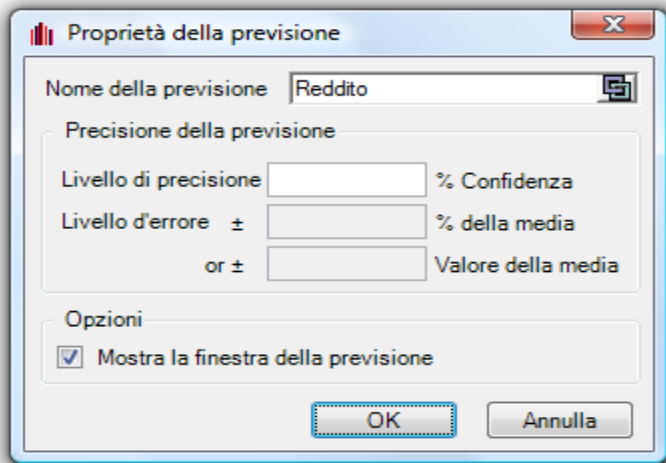 Proprietà della previsione
Nome della previsione Reddito
Precisione della previsione
Livello di precisione % Confidenza
Livello d'errore ± % della media
or ± Valore della media
Opzioni
Mostra la finestra della previsione
OK Annulla